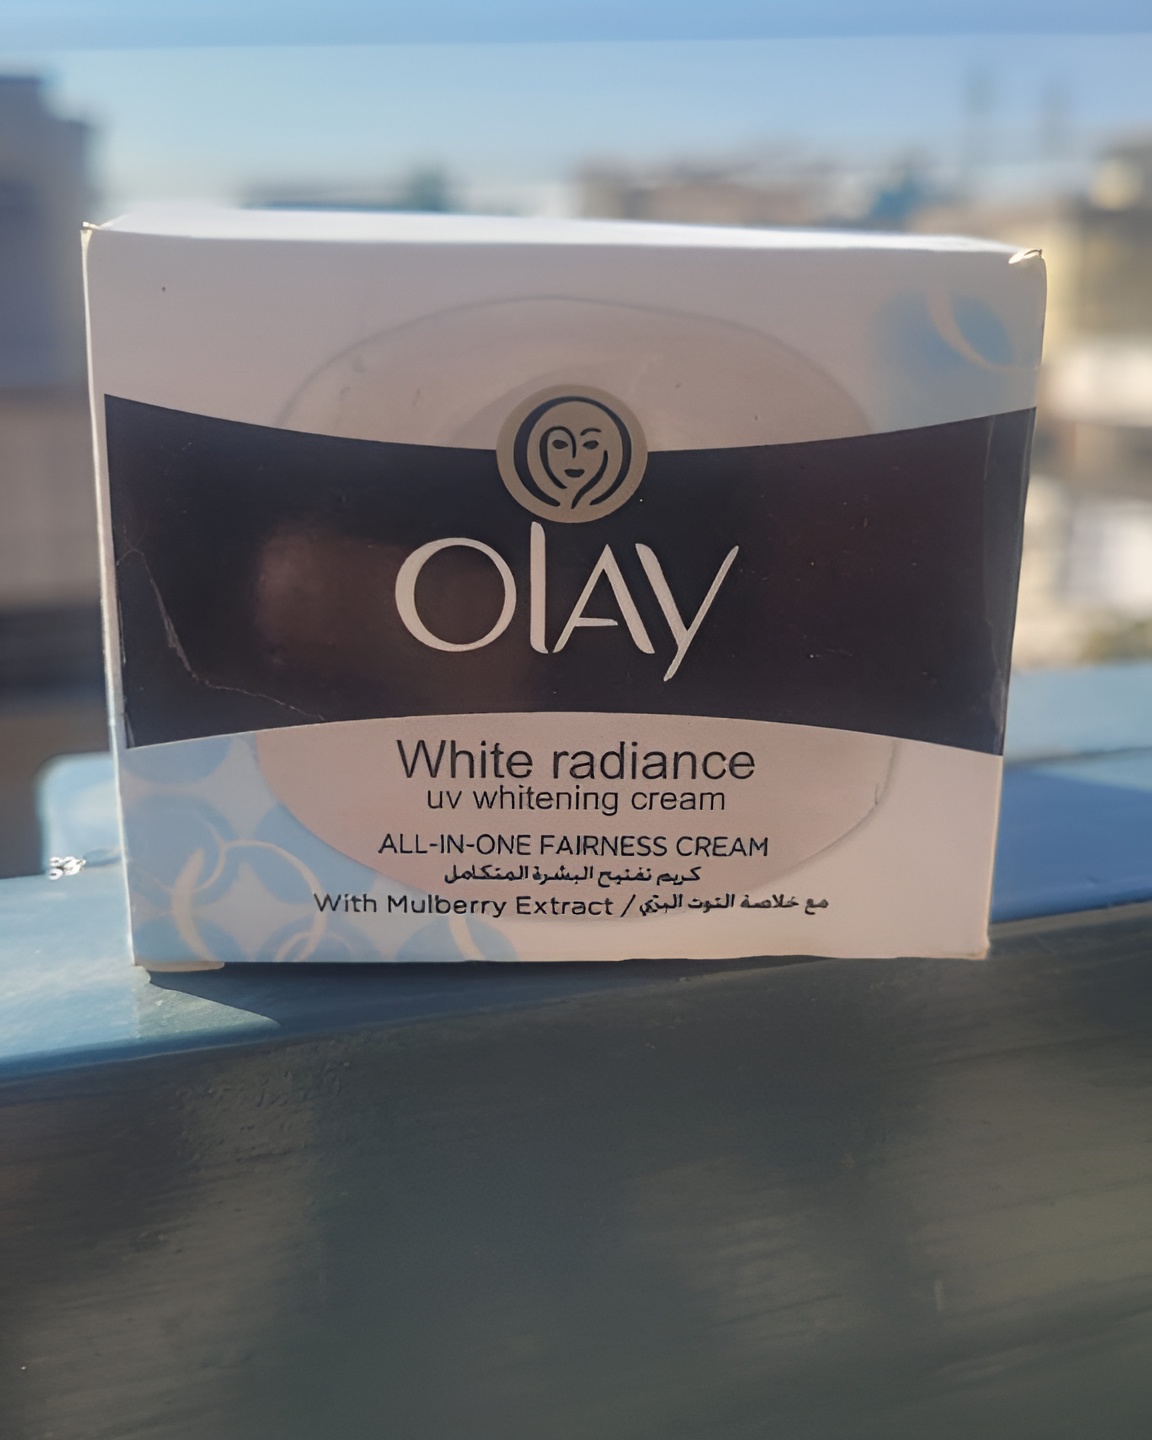 OLAY
White radiance
uv whitening cream
ALL-IN-ONE FAIRNESS CREAM
كريم تفتيح البشرة المتكامل
With Mulberry Extract / مع خلاصة التوت البري